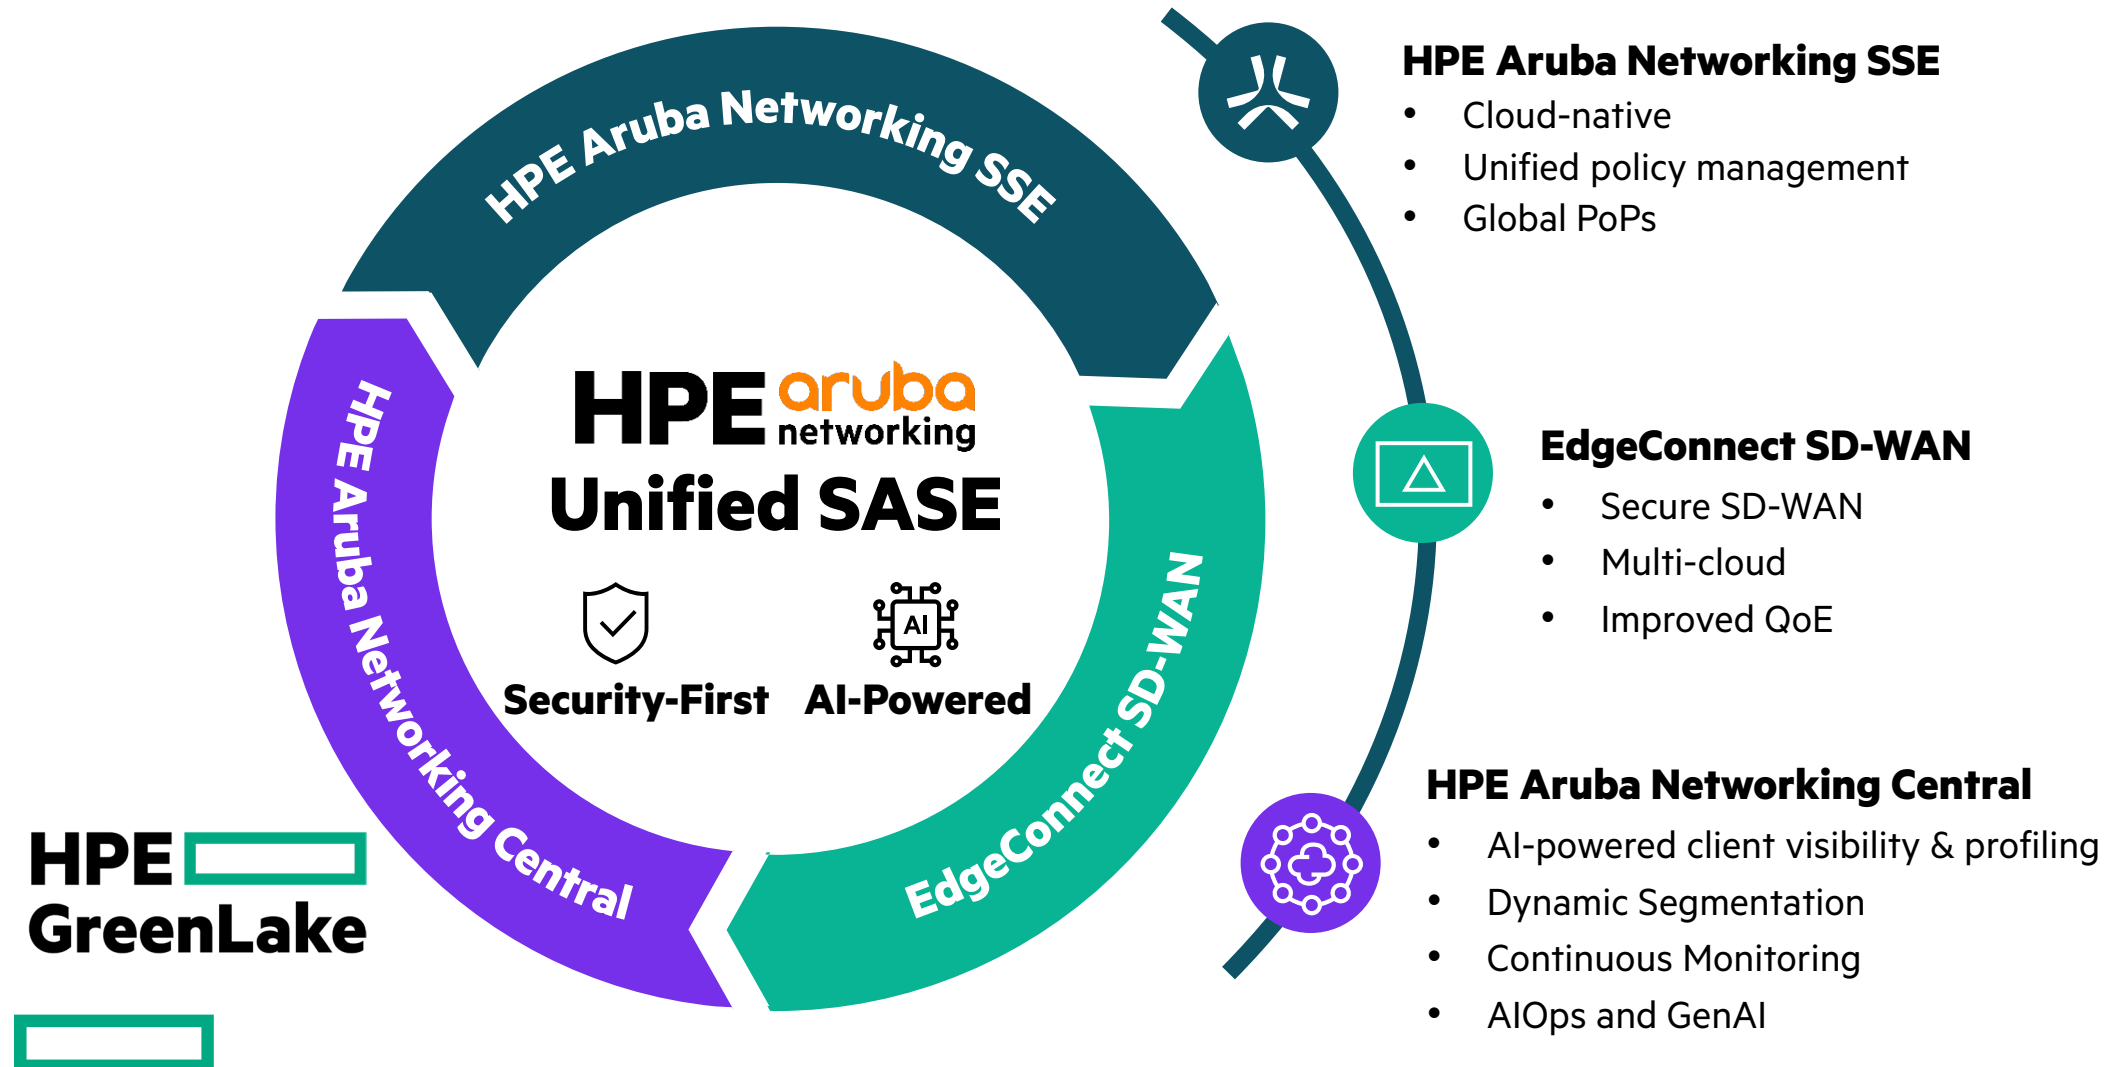 HPE Aruba Networking SSE
HPE Aruba Networking Central
EdgeConnect SD-WAN
HPE aruba
networking
Unified SASE
AI
Security-First
AI-Powered
HPE
GreenLake
HPE Aruba Networking SSE
• Cloud-native
• Unified policy management
• Global PoPs
EdgeConnect SD-WAN
• Secure SD-WAN
• Multi-cloud
• Improved QoE
HPE Aruba Networking Central
• AI-powered client visibility & profiling
• Dynamic Segmentation
• Continuous Monitoring
• AIOps and GenAI